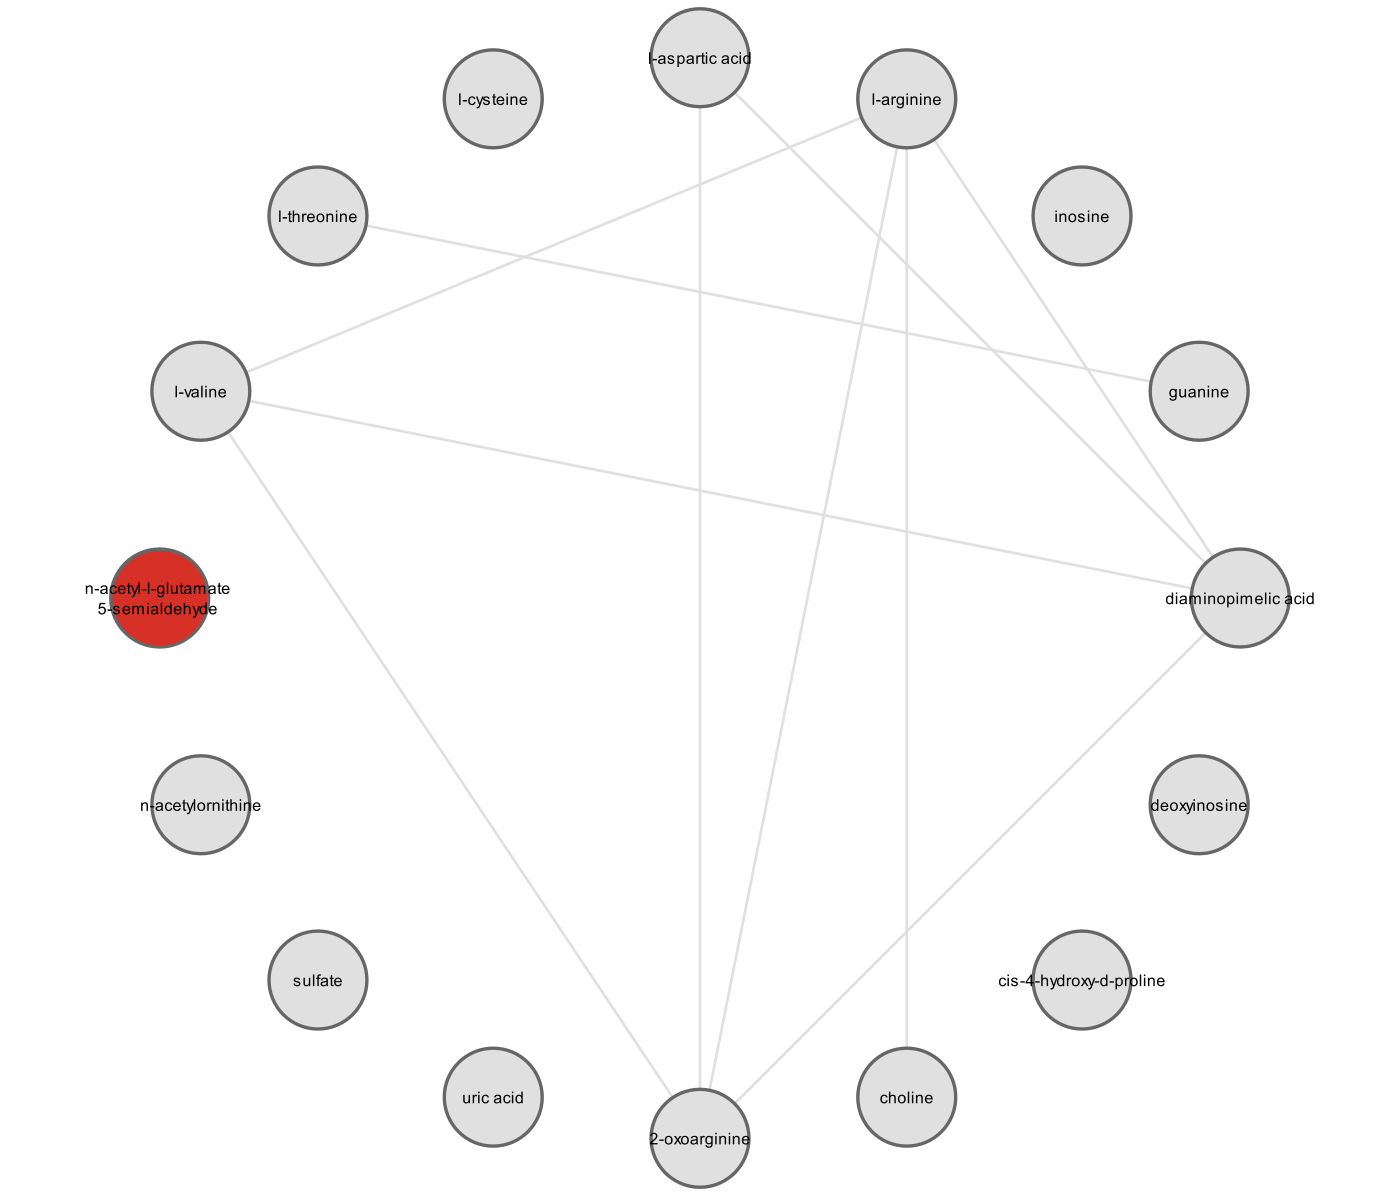 l-aspartic acid
l-cysteine
l-arginine
l-threonine
inosine
l-valine
guanine
n-acetyl-l-glutamate
5-semialdehyde
diaminopimelic acid
n-acetylornithine
deoxyinosine
sulfate
cis-4-hydroxy-d-proline
uric acid
choline
2-oxoarginine